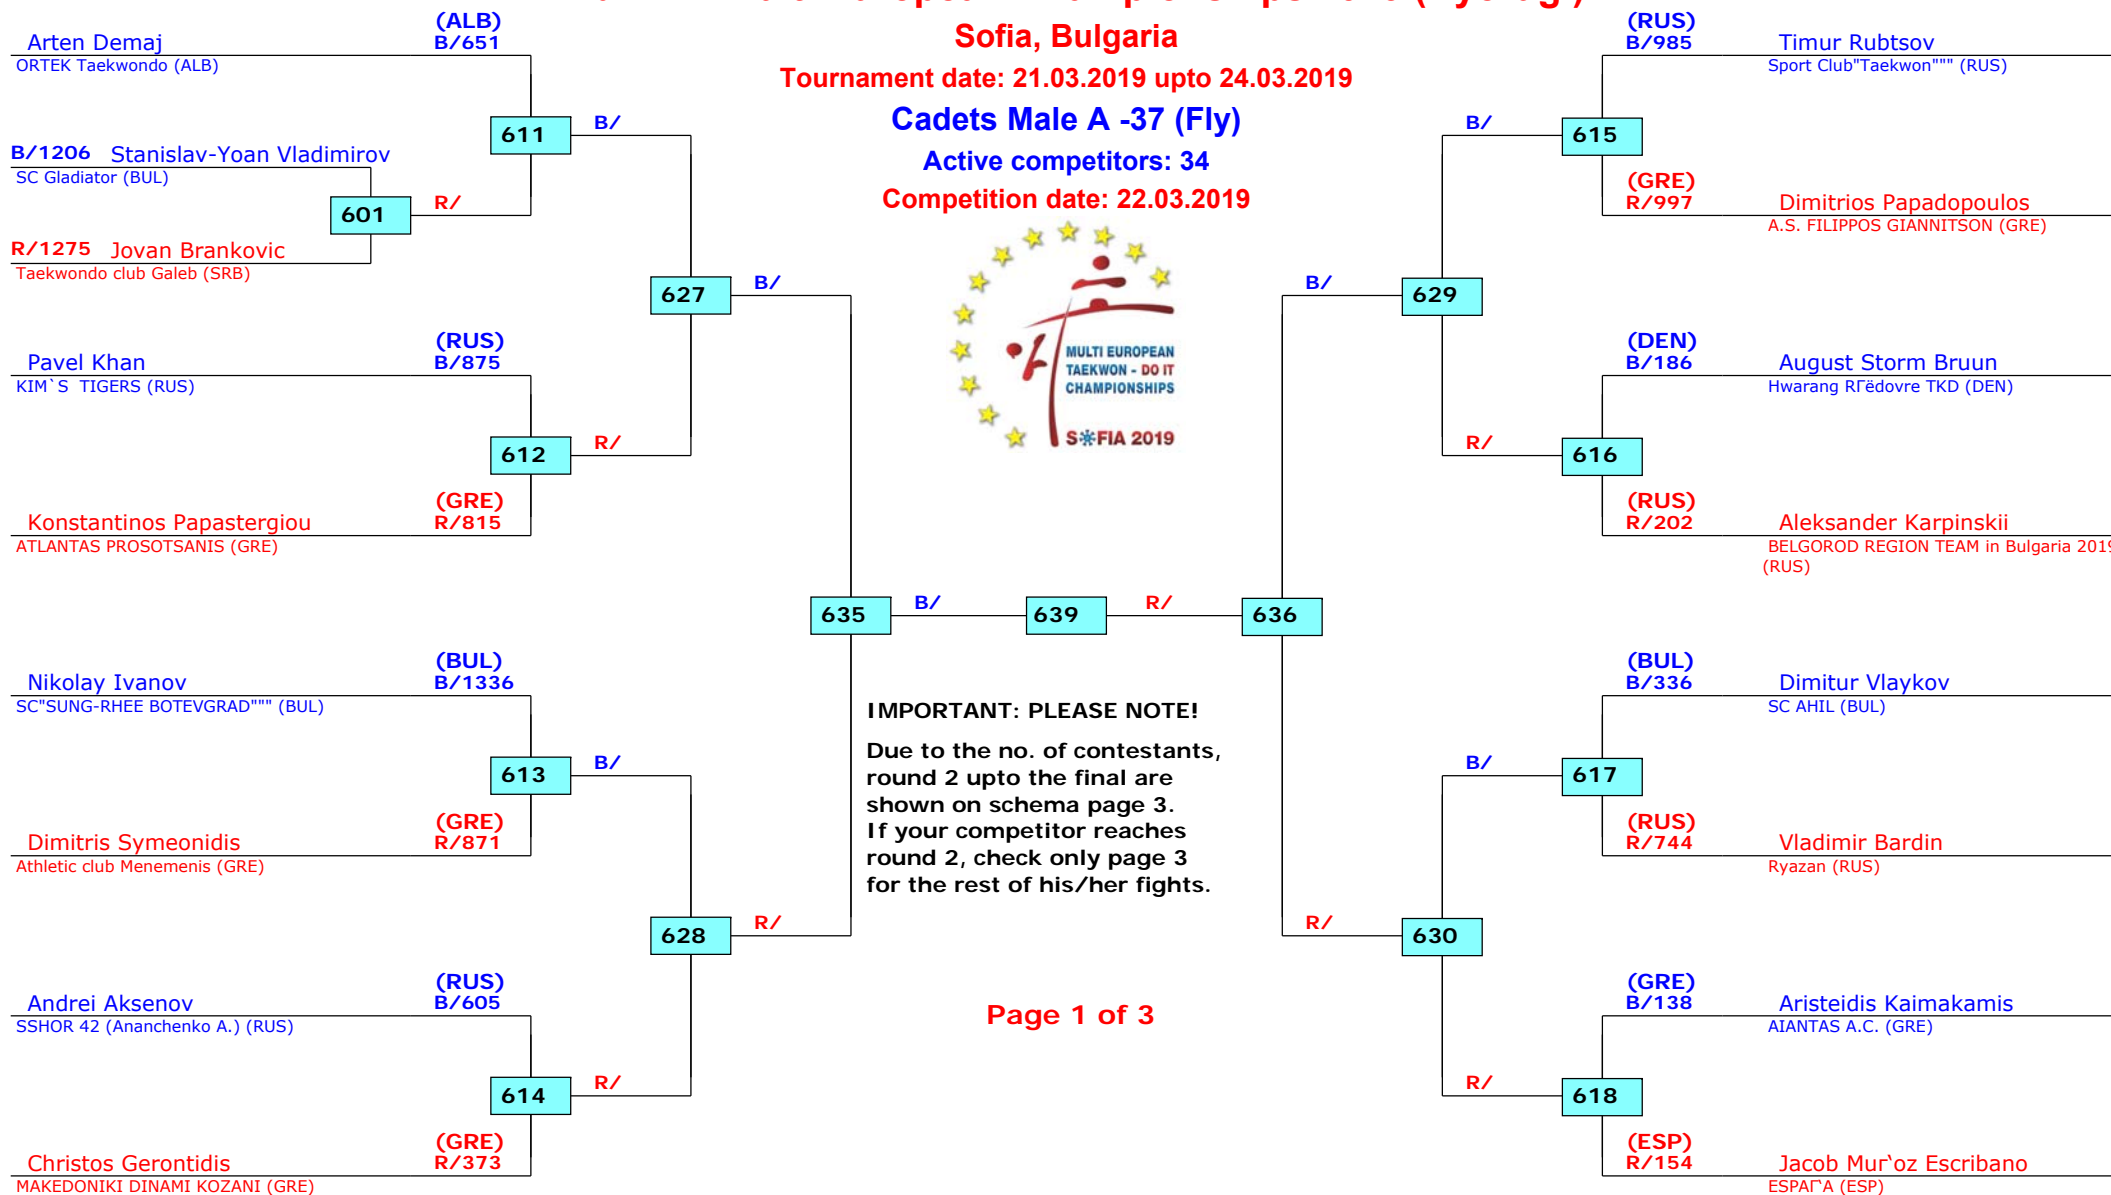 Sofia, Bulgaria
Tournament date: 21.03.2019 upto 24.03.2019
Cadets Male A -37 (Fly)
Active competitors: 34
Competition date: 22.03.2019
MULTI EUROPEAN
TAEKWON - DO IT
CHAMPIONSHIPS
SOFIA 2019
(ALB)
Arten Demaj B/651
ORTEK Taekwondo (ALB)
611 B/
B/1206 Stanislav-Yoan Vladimirov
SC Gladiator (BUL)
601 R/
R/1275 Jovan Brankovic
Taekwondo club Galeb (SRB)
627 B/
(RUS)
Pavel Khan B/875
KIM`S TIGERS (RUS)
612 R/
(GRE)
Konstantinos Papastergiou R/815
ATLANTAS PROSOTSANIS (GRE)
635 B/ 639 R/ 636
(BUL)
Nikolay Ivanov B/1336
SC"SUNG-RHEE BOTEVGRAD""" (BUL)
613 B/
(GRE)
Dimitris Symeonidis R/871
Athletic club Menemenis (GRE)
628 R/
(RUS)
Andrei Aksenov B/605
SSHOR 42 (Ananchenko A.) (RUS)
614 R/
(GRE)
Christos Gerontidis R/373
MAKEDONIKI DINAMI KOZANI (GRE)
IMPORTANT: PLEASE NOTE!
Due to the no. of contestants,
round 2 upto the final are
shown on schema page 3.
If your competitor reaches
round 2, check only page 3
for the rest of his/her fights.
Page 1 of 3
(RUS)
B/985 Timur Rubtsov
Sport Club"Taekwon""" (RUS)
B/ 615
(GRE)
R/997 Dimitrios Papadopoulos
A.S. FILIPPOS GIANNITSON (GRE)
B/ 629
(DEN)
B/186 August Storm Bruun
Hwarang RГёdovre TKD (DEN)
R/ 616
(RUS)
R/202 Aleksander Karpinskii
BELGOROD REGION TEAM in Bulgaria 2019
(RUS)
(BUL)
B/336 Dimitur Vlaykov
SC AHIL (BUL)
B/ 617
(RUS)
R/744 Vladimir Bardin
Ryazan (RUS)
R/ 630
(GRE)
B/138 Aristeidis Kaimakamis
AIANTAS A.C. (GRE)
R/ 618
(ESP)
R/154 Jacob Murʻoz Escribano
ESPAГʻA (ESP)